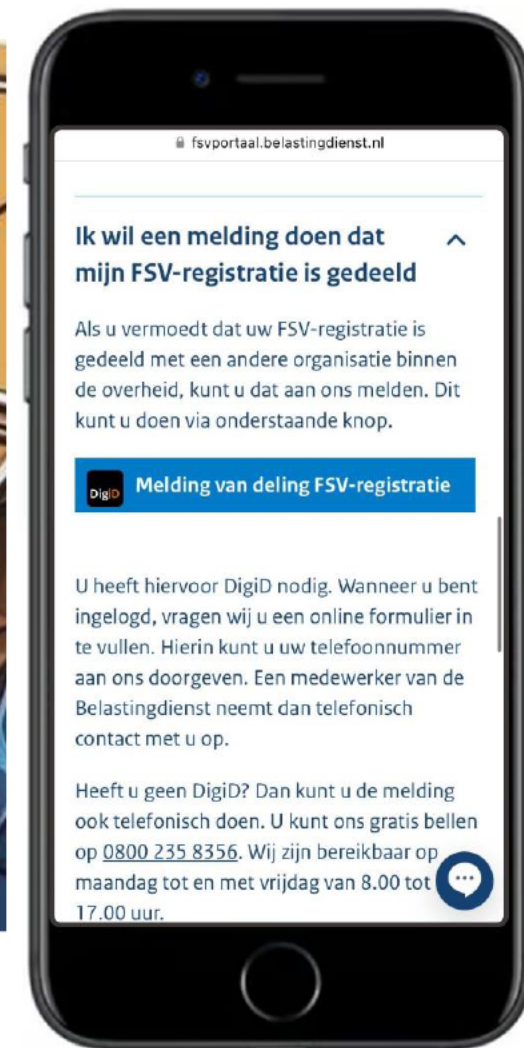 fsvportaal.belastingdienst.nl
Ik wil een melding doen dat
mijn FSV-registratie is gedeeld
Als u vermoedt dat uw FSV-registratie is
gedeeld met een andere organisatie binnen
de overheid, kunt u dat aan ons melden. Dit
kunt u doen via onderstaande knop.
DigiD Melding van deling FSV-registratie
U heeft hiervoor DigiD nodig. Wanneer u bent
ingelogd, vragen wij u een online formulier in
te vullen. Hierin kunt u uw telefoonnummer
aan ons doorgeven. Een medewerker van de
Belastingdienst neemt dan telefonisch
contact met u op.
Heeft u geen DigiD? Dan kunt u de melding
ook telefonisch doen. U kunt ons gratis bellen
op 0800 235 8356. Wij zijn bereikbaar op
maandag tot en met vrijdag van 8.00 tot
17.00 uur.